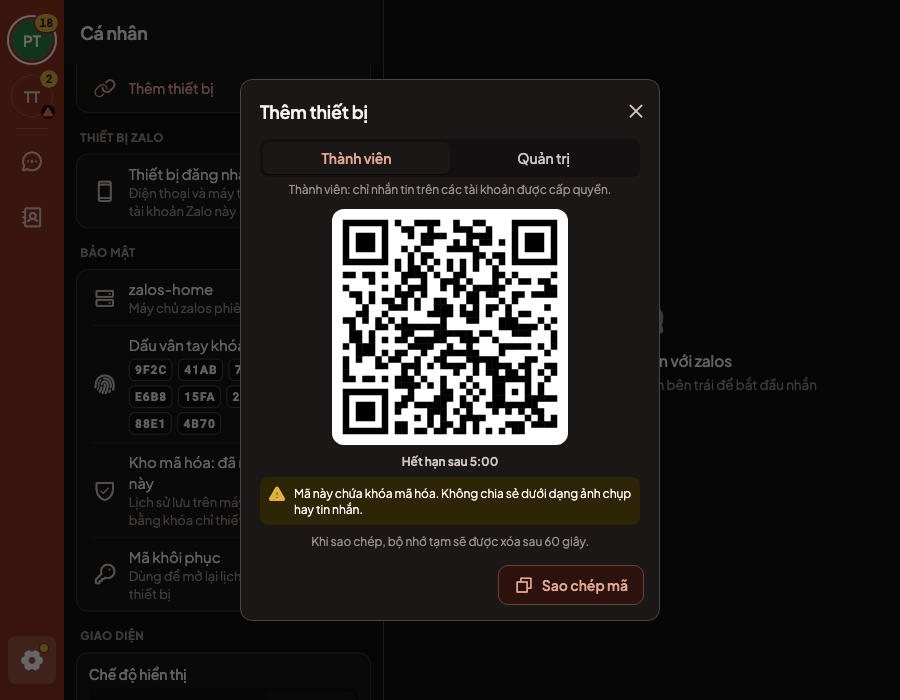 18
PT
2
TT
Cá nhân
Thêm thiết bị
THIẾT BỊ ZALO
Thiết bị đăng
Điện thoại và máy
tài khoản Zalo này
BẢO MẬT
zalos-home
Máy chủ zalos
Dấu vân tay
9F2C 41AB
E6B8 15FA
88E1 4B70
Kho mã hóa: đã
này
Lịch sử lưu trên
bằng khóa chỉ
Mã khôi phục
Dùng để mở lại lịch
thiết bị
GIAO DIỆN
Chế độ hiển thị
Thêm thiết bị
Thành viên
Quản trị
Thành viên: chỉ nhắn tin trên các tài khoản được cấp quyền.
Hết hạn sau 5:00
Mã này chứa khóa mã hóa. Không chia sẻ dưới dạng ảnh chụp
hay tin nhắn.
Khi sao chép, bộ nhớ tạm sẽ được xóa sau 60 giây.
Sao chép mã
với zalos
bên trái để bắt đầu nhắn